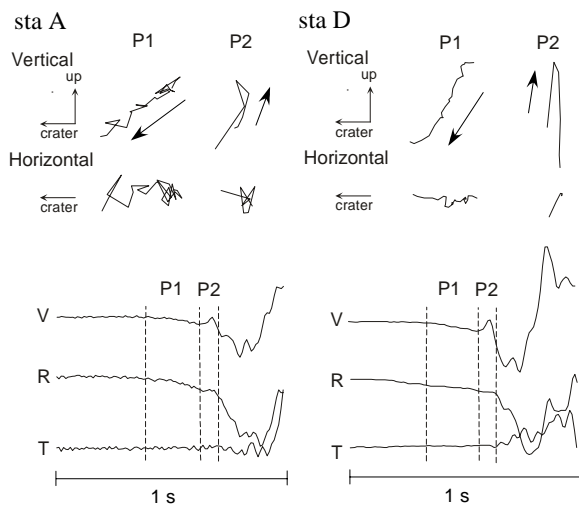 sta A
P1 P2
Vertical
up
crater
Horizontal
crater
P1 P2
V
R
T
1 s
sta D
P1 P2
Vertical
up
crater
Horizontal
crater
P1 P2
V
R
T
1 s